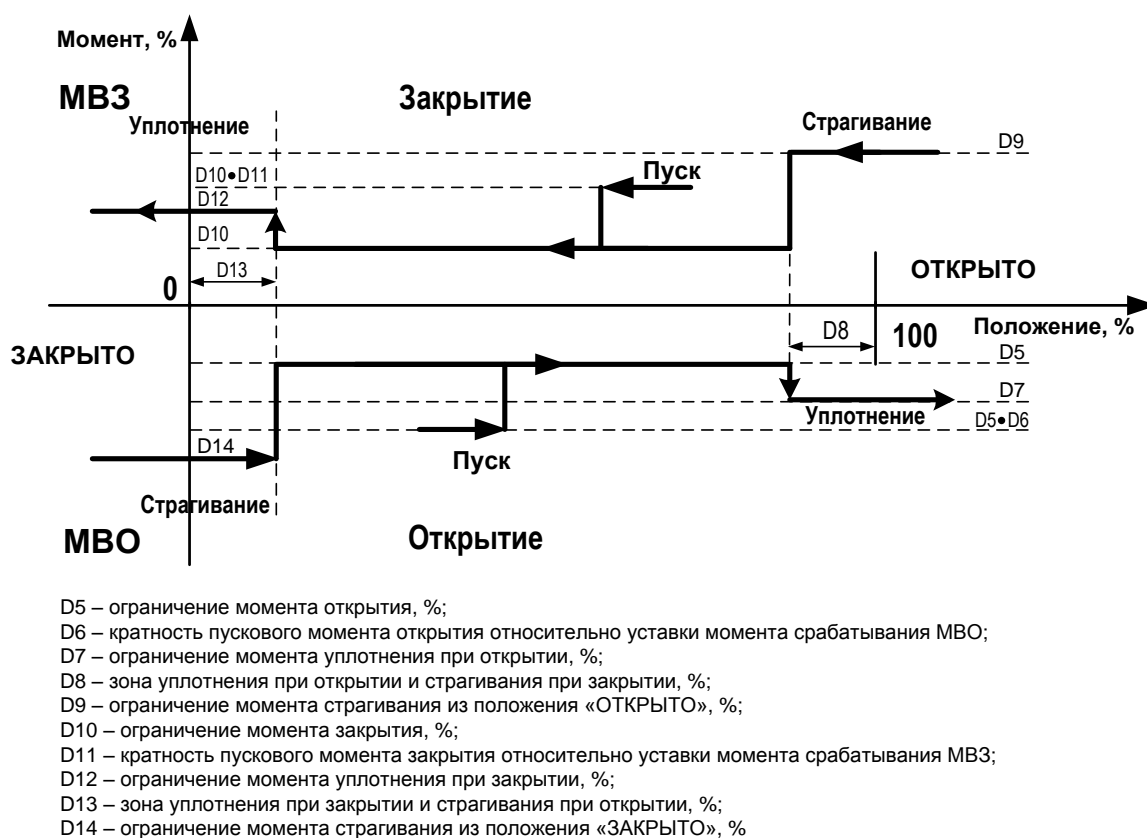 Момент, %
МВЗ
Закрытие
Уплотнение
Страгивание
D9
D10•D11
Пуск
D12
D10
D13
ОТКРЫТО
0
Положение, %
D8
100
ЗАКРЫТО
D5
D7
Уплотнение
D5•D6
D14
Пуск
Страгивание
МВО
Открытие
D5 – ограничение момента открытия, %;
D6 – кратность пускового момента открытия относительно уставки момента срабатывания МВО;
D7 – ограничение момента уплотнения при открытии, %;
D8 – зона уплотнения при открытии и страгивания при закрытии, %;
D9 – ограничение момента страгивания из положения «ОТКРЫТО», %;
D10 – ограничение момента закрытия, %;
D11 – кратность пускового момента закрытия относительно уставки момента срабатывания МВЗ;
D12 – ограничение момента уплотнения при закрытии, %;
D13 – зона уплотнения при закрытии и страгивания при открытии, %;
D14 – ограничение момента страгивания из положения «ЗАКРЫТО», %